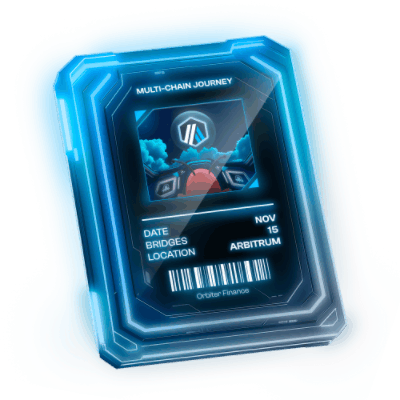 MULTI-CHAIN JOURNEY
DATE NOV
BRIDGES 15
LOCATION ARBITRUM
Orbiter Finance